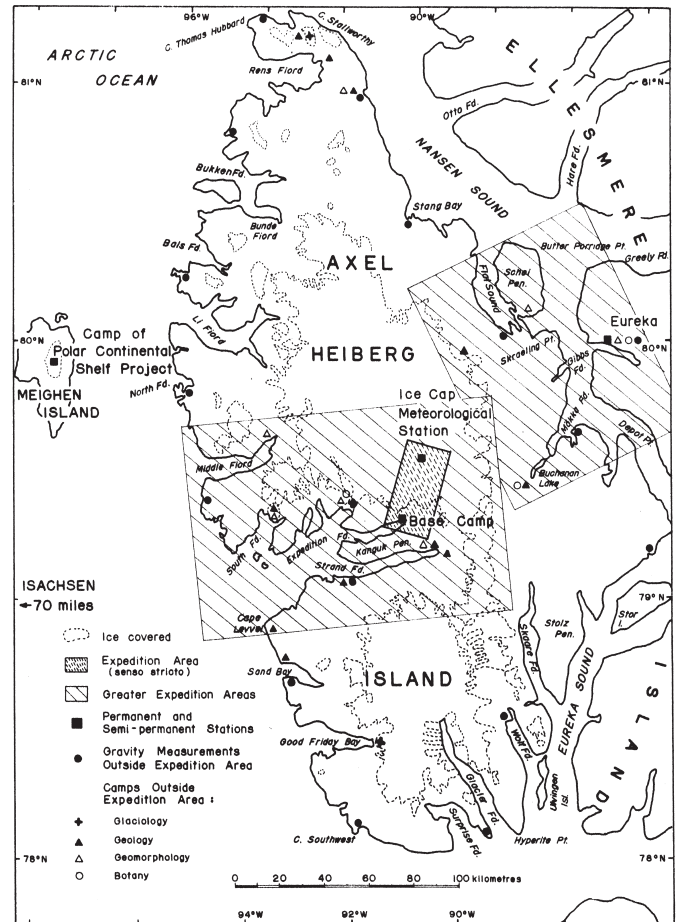 96°W
90°W
C. Thomas Hubbard
C. Stallworthy
ARCTIC
OCEAN
81°N
81°N
Rens Fiord
ELLESMERE
Otto Fd.
Hare Fd.
NANSEN SOUND
Bukken Fd.
Stang Bay
Bunde
Fiord
Bals Fd.
AXEL
Butter Porridge Pt.
Greely Fd.
Schei
Pen.
Flat Sound
Li Fiord
Eureka
80°N
80°N
Camp of
Polar Continental
Shelf Project
HEIBERG
Skraeling Pt.
Gibbs
Fd.
MEIGHEN
ISLAND
North Fd.
Ice Cap
Meteorological
Station
Mökka Fd.
Depot Pt.
Middle Fiord
Buchanan
Lake
Base Camp
South Fd.
Expedition Fd.
Kanguk Pen.
Strand Fd.
ISACHSEN
70 miles
79°N
Cape
Levvel
Stolz
Pen.
Stor
I.
Skaare Fd.
Ice covered
Expedition Area
(senso stricto)
Sand Bay
ISLAND
EUREKA SOUND
ISLAND
Greater Expedition Areas
Permanent and
Semi-permanent Stations
Good Friday Bay
Wolf Fd.
Gravity Measurements
Outside Expedition Area
Glacier Fd.
Ulvingen
Isl.
Camps Outside
Expedition Area :
Glaciology
Geology
C. Southwest
Surprise Fd.
Hyperite Pt.
Geomorphology
78°N
78°N
Botany
0 20 40 60 80 100 kilometres
94°W
92°W
90°W